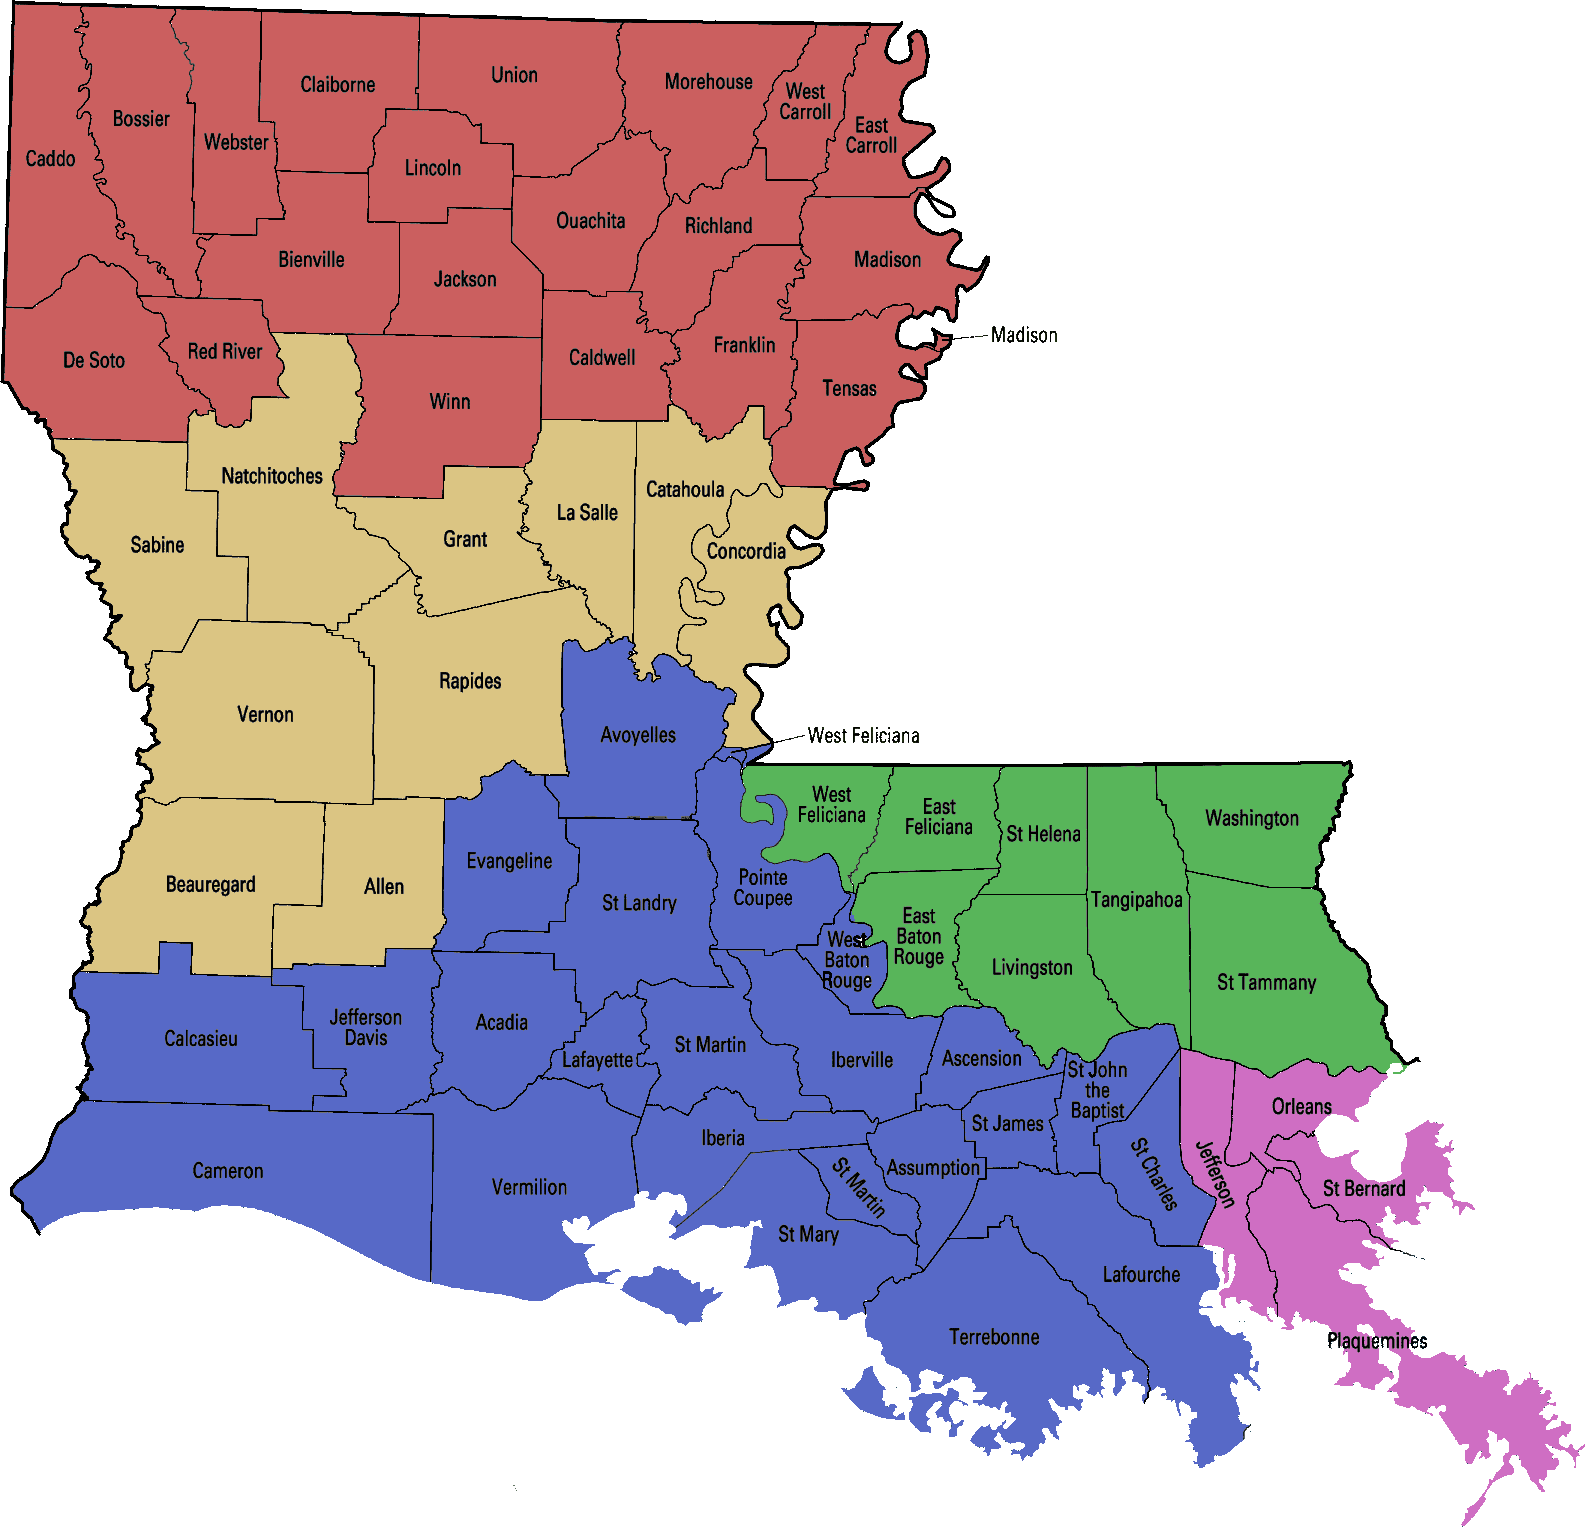 Union
Claiborne
Morehouse
West
Carroll
Bossier
East
Carroll
Webster
Caddo
Lincoln
Ouachita
Richland
Bienville
Madison
Jackson
Madison
Red River
Franklin
De Soto
Caldwell
Tensas
Winn
Natchitoches
Catahoula
La Salle
Grant
Sabine
Concordia
Rapides
Vernon
Avoyelles
West Feliciana
West
Feliciana
East
Feliciana
Washington
St Helena
Evangeline
Beauregard
Allen
Pointe
Coupee
St Landry
Tangipahoa
East
Baton
Rouge
West
Baton
Rouge
Livingston
St Tammany
Jefferson
Davis
Acadia
Calcasieu
St Martin
Lafayette
Iberville
Ascension
St John
the
Baptist
Orleans
St James
Iberia
Assumption
Cameron
St Martin
St Charles
Jefferson
Vermilion
St Bernard
St Mary
Lafourche
Terrebonne
Plaquemines